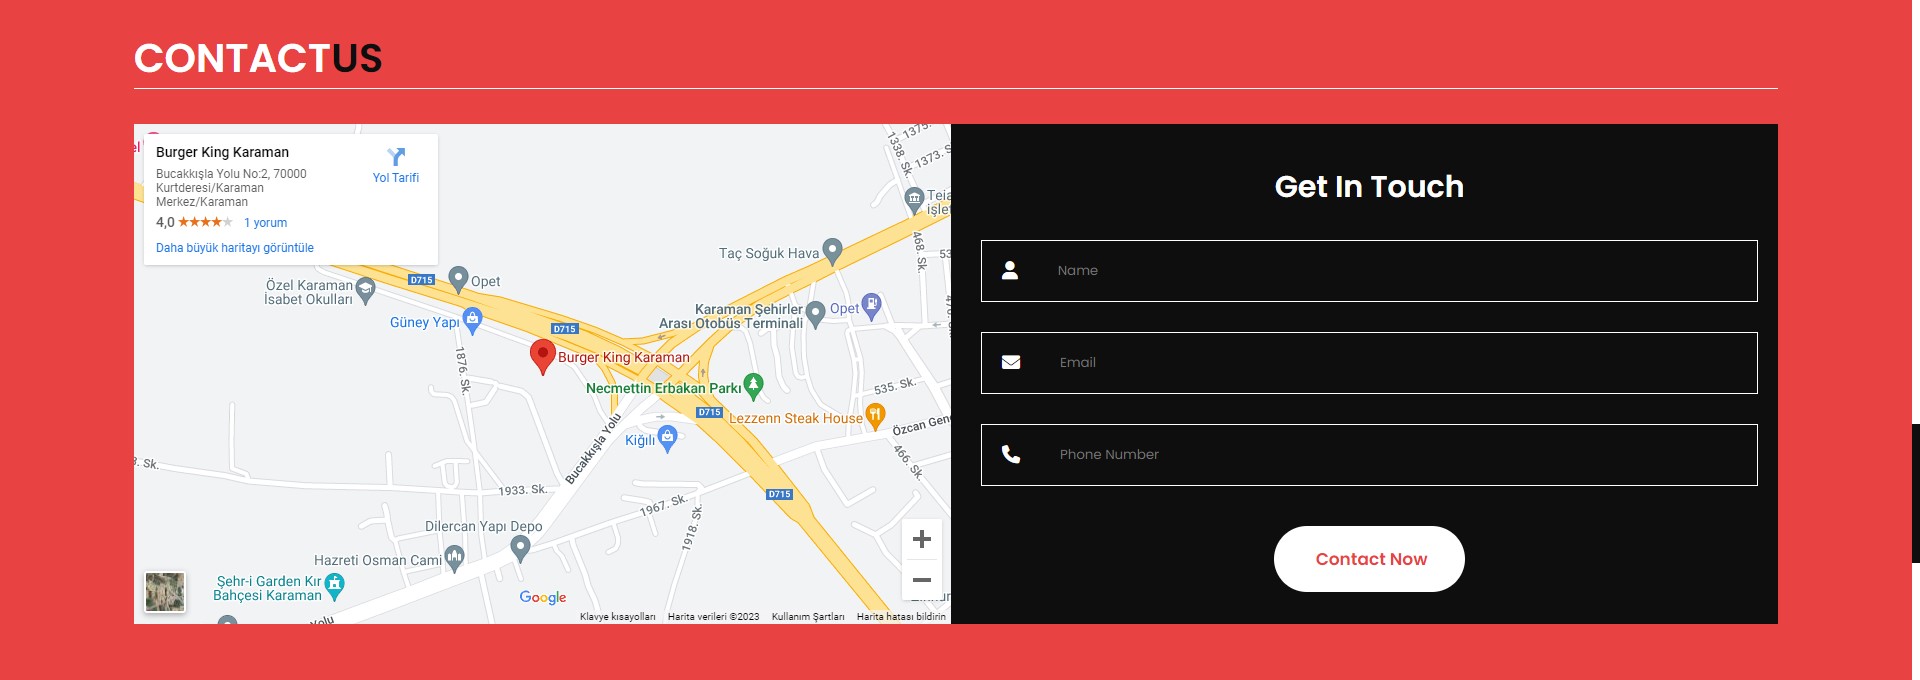 CONTACTUS
Burger King Karaman
Bucakkışla Yolu No:2, 70000
Kurtderesi/Karaman
Merkez/Karaman
Yol Tarifi
4,0 ★★★★★ 1 yorum
Daha büyük haritayı görüntüle
1338. Sk.
1375.
1373. S
işlet
468. Sk.
Taç Soğuk Hava
Özel Karaman
İsabet Okulları
D715
Opet
Karaman Şehirler
Arası Otobüs Terminali
Opet
Güney Yapı
D715
1876. Sk.
Burger King Karaman
Necmettin Erbakan Parkı
535. Sk.
D715
Lezzenn Steak House
Özcan Gen
Kiğılı
Bucakkışla Yolu
466. Sk.
Sk.
1933. Sk.
D715
1967. Sk.
1918. Sk.
Dilercan Yapı Depo
Hazreti Osman Cami
Şehr-i Garden Kır
Bahçesi Karaman
Yolu
Google
Klavye kısayolları Harita verileri ©2023 Kullanım Şartları Harita hatası bildirin
Get In Touch
Name
Email
Phone Number
Contact Now